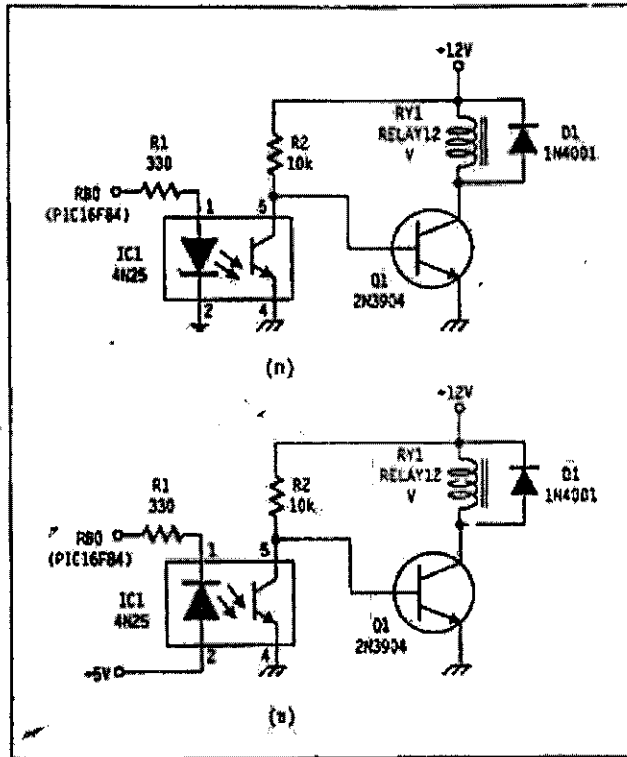 +12V
RY1
RELAY12
V
D1
1N4001
R1
330
R2
10k
RB0
(PIC16F84)
1
5
IC1
4N25
Q1
2N3904
2
4
+12V
RY1
RELAY12
V
D1
1N4001
R1
330
R2
10k
RB0
(PIC16F84)
1
5
IC1
4N25
Q1
2N3904
2
4
+5V